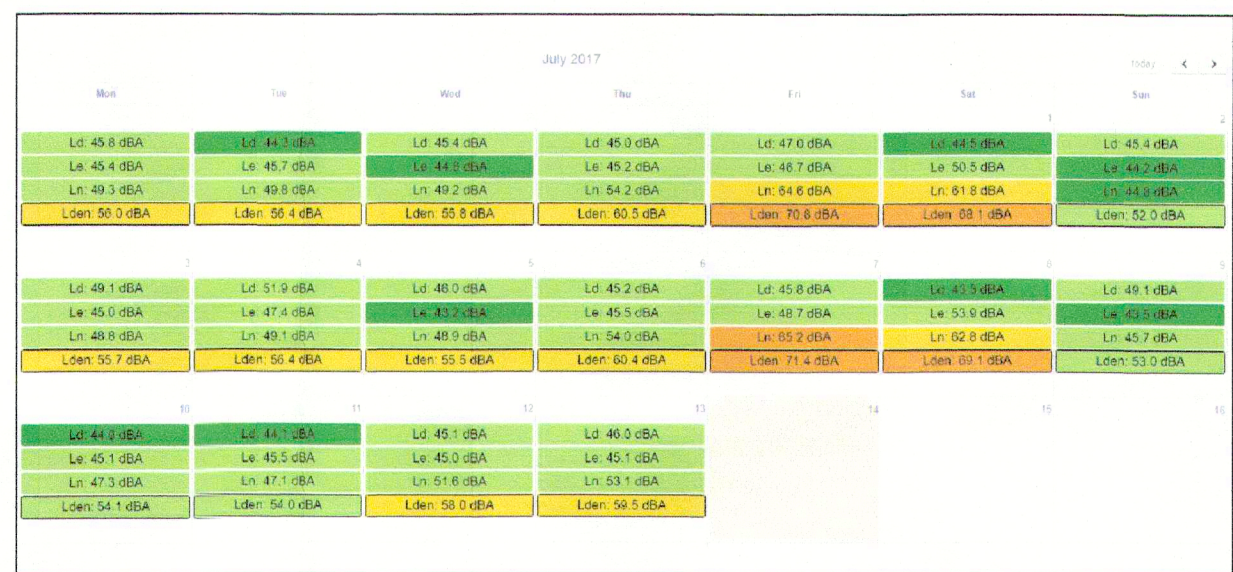 July 2017
today < >
Mon Tue Wed Thu Fri Sat Sun
1 2
Ld: 45.8 dBA Ld: 44.3 dBA Ld: 45.4 dBA Ld: 45.0 dBA Ld: 47.0 dBA Ld: 44.5 dBA Ld: 45.4 dBA
Le: 45.4 dBA Le: 45.7 dBA Le: 44.8 dBA Le: 45.2 dBA Le: 46.7 dBA Le: 50.5 dBA Le: 44.2 dBA
Ln: 49.3 dBA Ln: 49.8 dBA Ln: 49.2 dBA Ln: 54.2 dBA Ln: 64.6 dBA Ln: 61.8 dBA Ln: 44.8 dBA
Lden: 56.0 dBA Lden: 56.4 dBA Lden: 55.8 dBA Lden: 60.5 dBA Lden: 70.8 dBA Lden: 68.1 dBA Lden: 52.0 dBA
3 4 5 6 7 8 9
Ld: 49.1 dBA Ld: 51.9 dBA Ld: 46.0 dBA Ld: 45.2 dBA Ld: 45.8 dBA Ld: 43.3 dBA Ld: 49.1 dBA
Le: 45.0 dBA Le: 47.4 dBA Le: 43.2 dBA Le: 45.5 dBA Le: 48.7 dBA Le: 53.9 dBA Le: 43.5 dBA
Ln: 48.8 dBA Ln: 49.1 dBA Ln: 48.9 dBA Ln: 54.0 dBA Ln: 65.2 dBA Ln: 62.8 dBA Ln: 45.7 dBA
Lden: 55.7 dBA Lden: 56.4 dBA Lden: 55.5 dBA Lden: 60.4 dBA Lden: 71.4 dBA Lden: 69.1 dBA Lden: 53.0 dBA
10 11 12 13 14 15 16
Ld: 44.0 dBA Ld: 44.1 dBA Ld: 45.1 dBA Ld: 46.0 dBA
Le: 45.1 dBA Le: 45.5 dBA Le: 45.0 dBA Le: 45.1 dBA
Ln: 47.3 dBA Ln: 47.1 dBA Ln: 51.6 dBA Ln: 53.1 dBA
Lden: 54.1 dBA Lden: 54.0 dBA Lden: 58.0 dBA Lden: 59.5 dBA